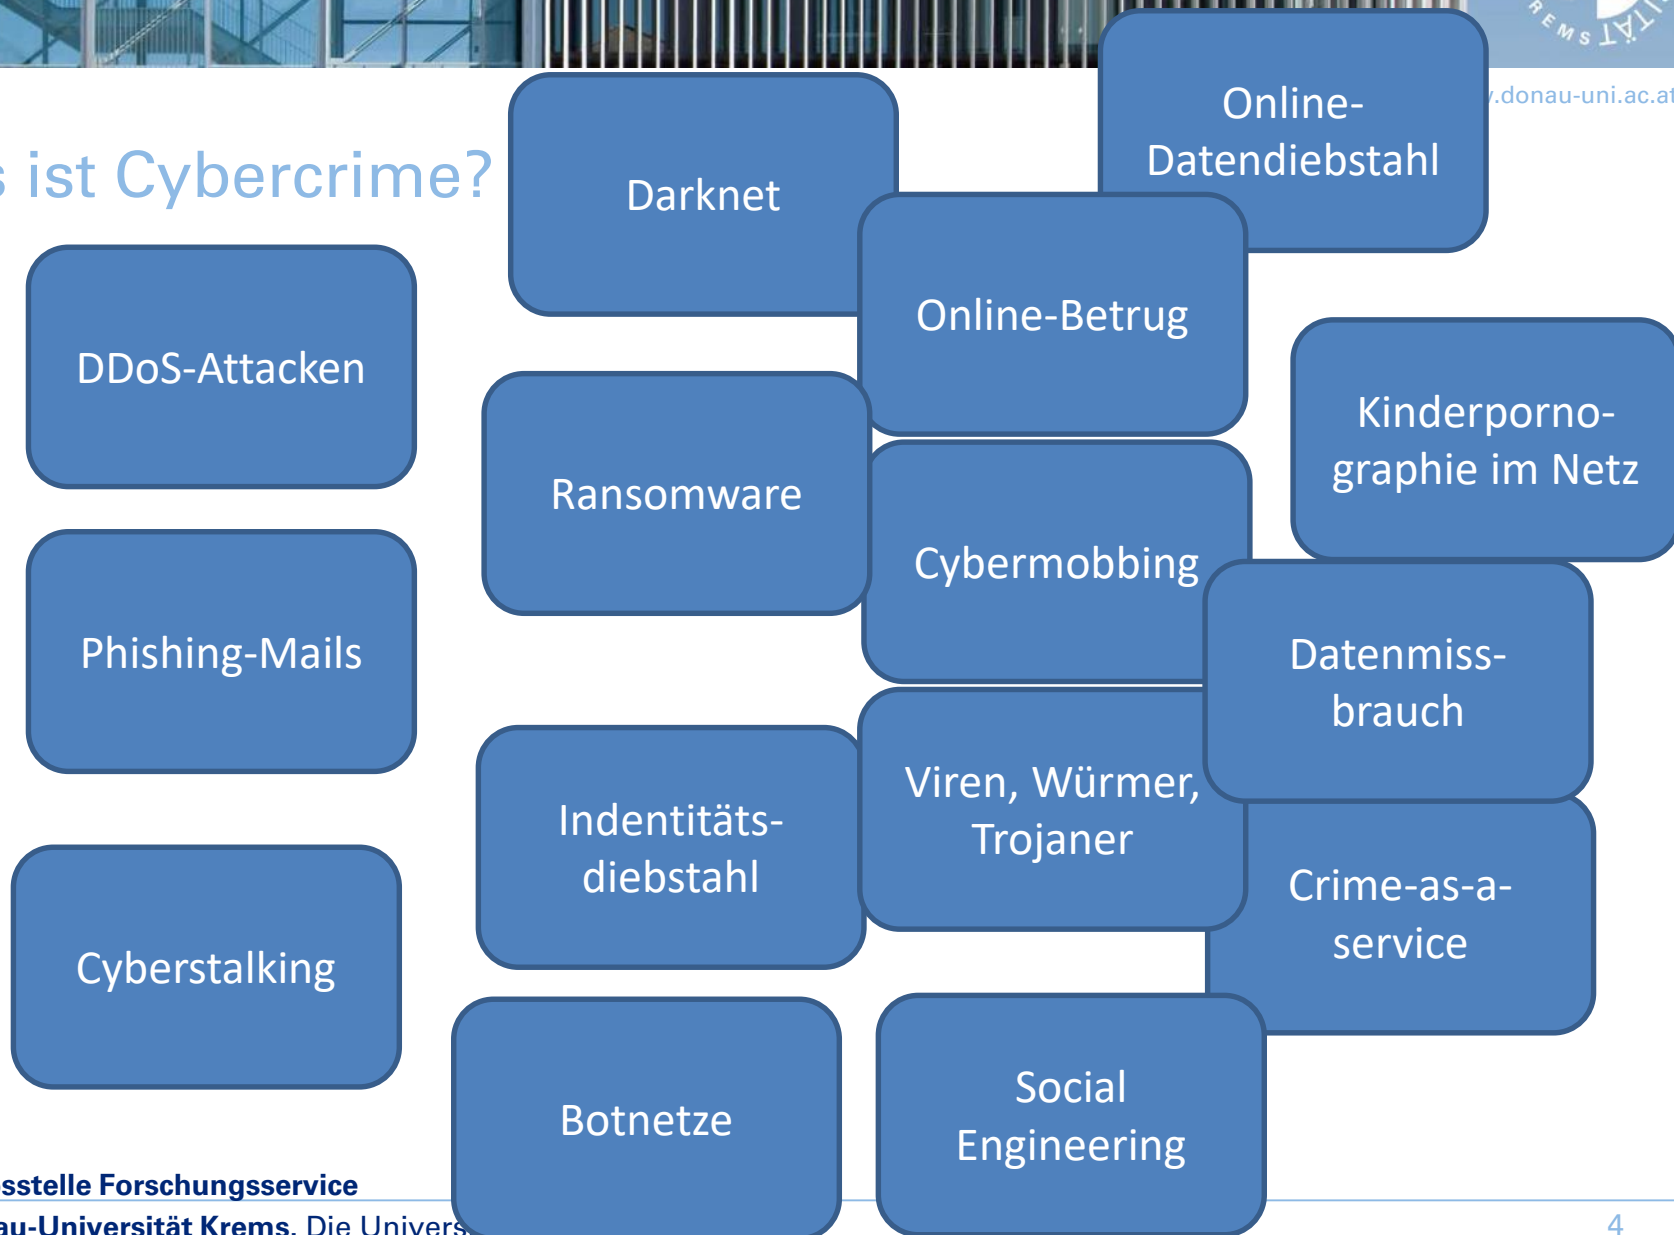 KREMS
ITÄT
.donau-uni.ac.at
s ist Cybercrime?
Darknet
Online-
Datendiebstahl
Online-Betrug
DDoS-Attacken
Kinderporno-
graphie im Netz
Ransomware
Cybermobbing
Phishing-Mails
Datenmiss-
brauch
Viren, Würmer,
Trojaner
Indentitäts-
diebstahl
Crime-as-a-
service
Cyberstalking
Botnetze
Social
Engineering
sstelle Forschungsservice
au-Universität Krems. Die Univers
4